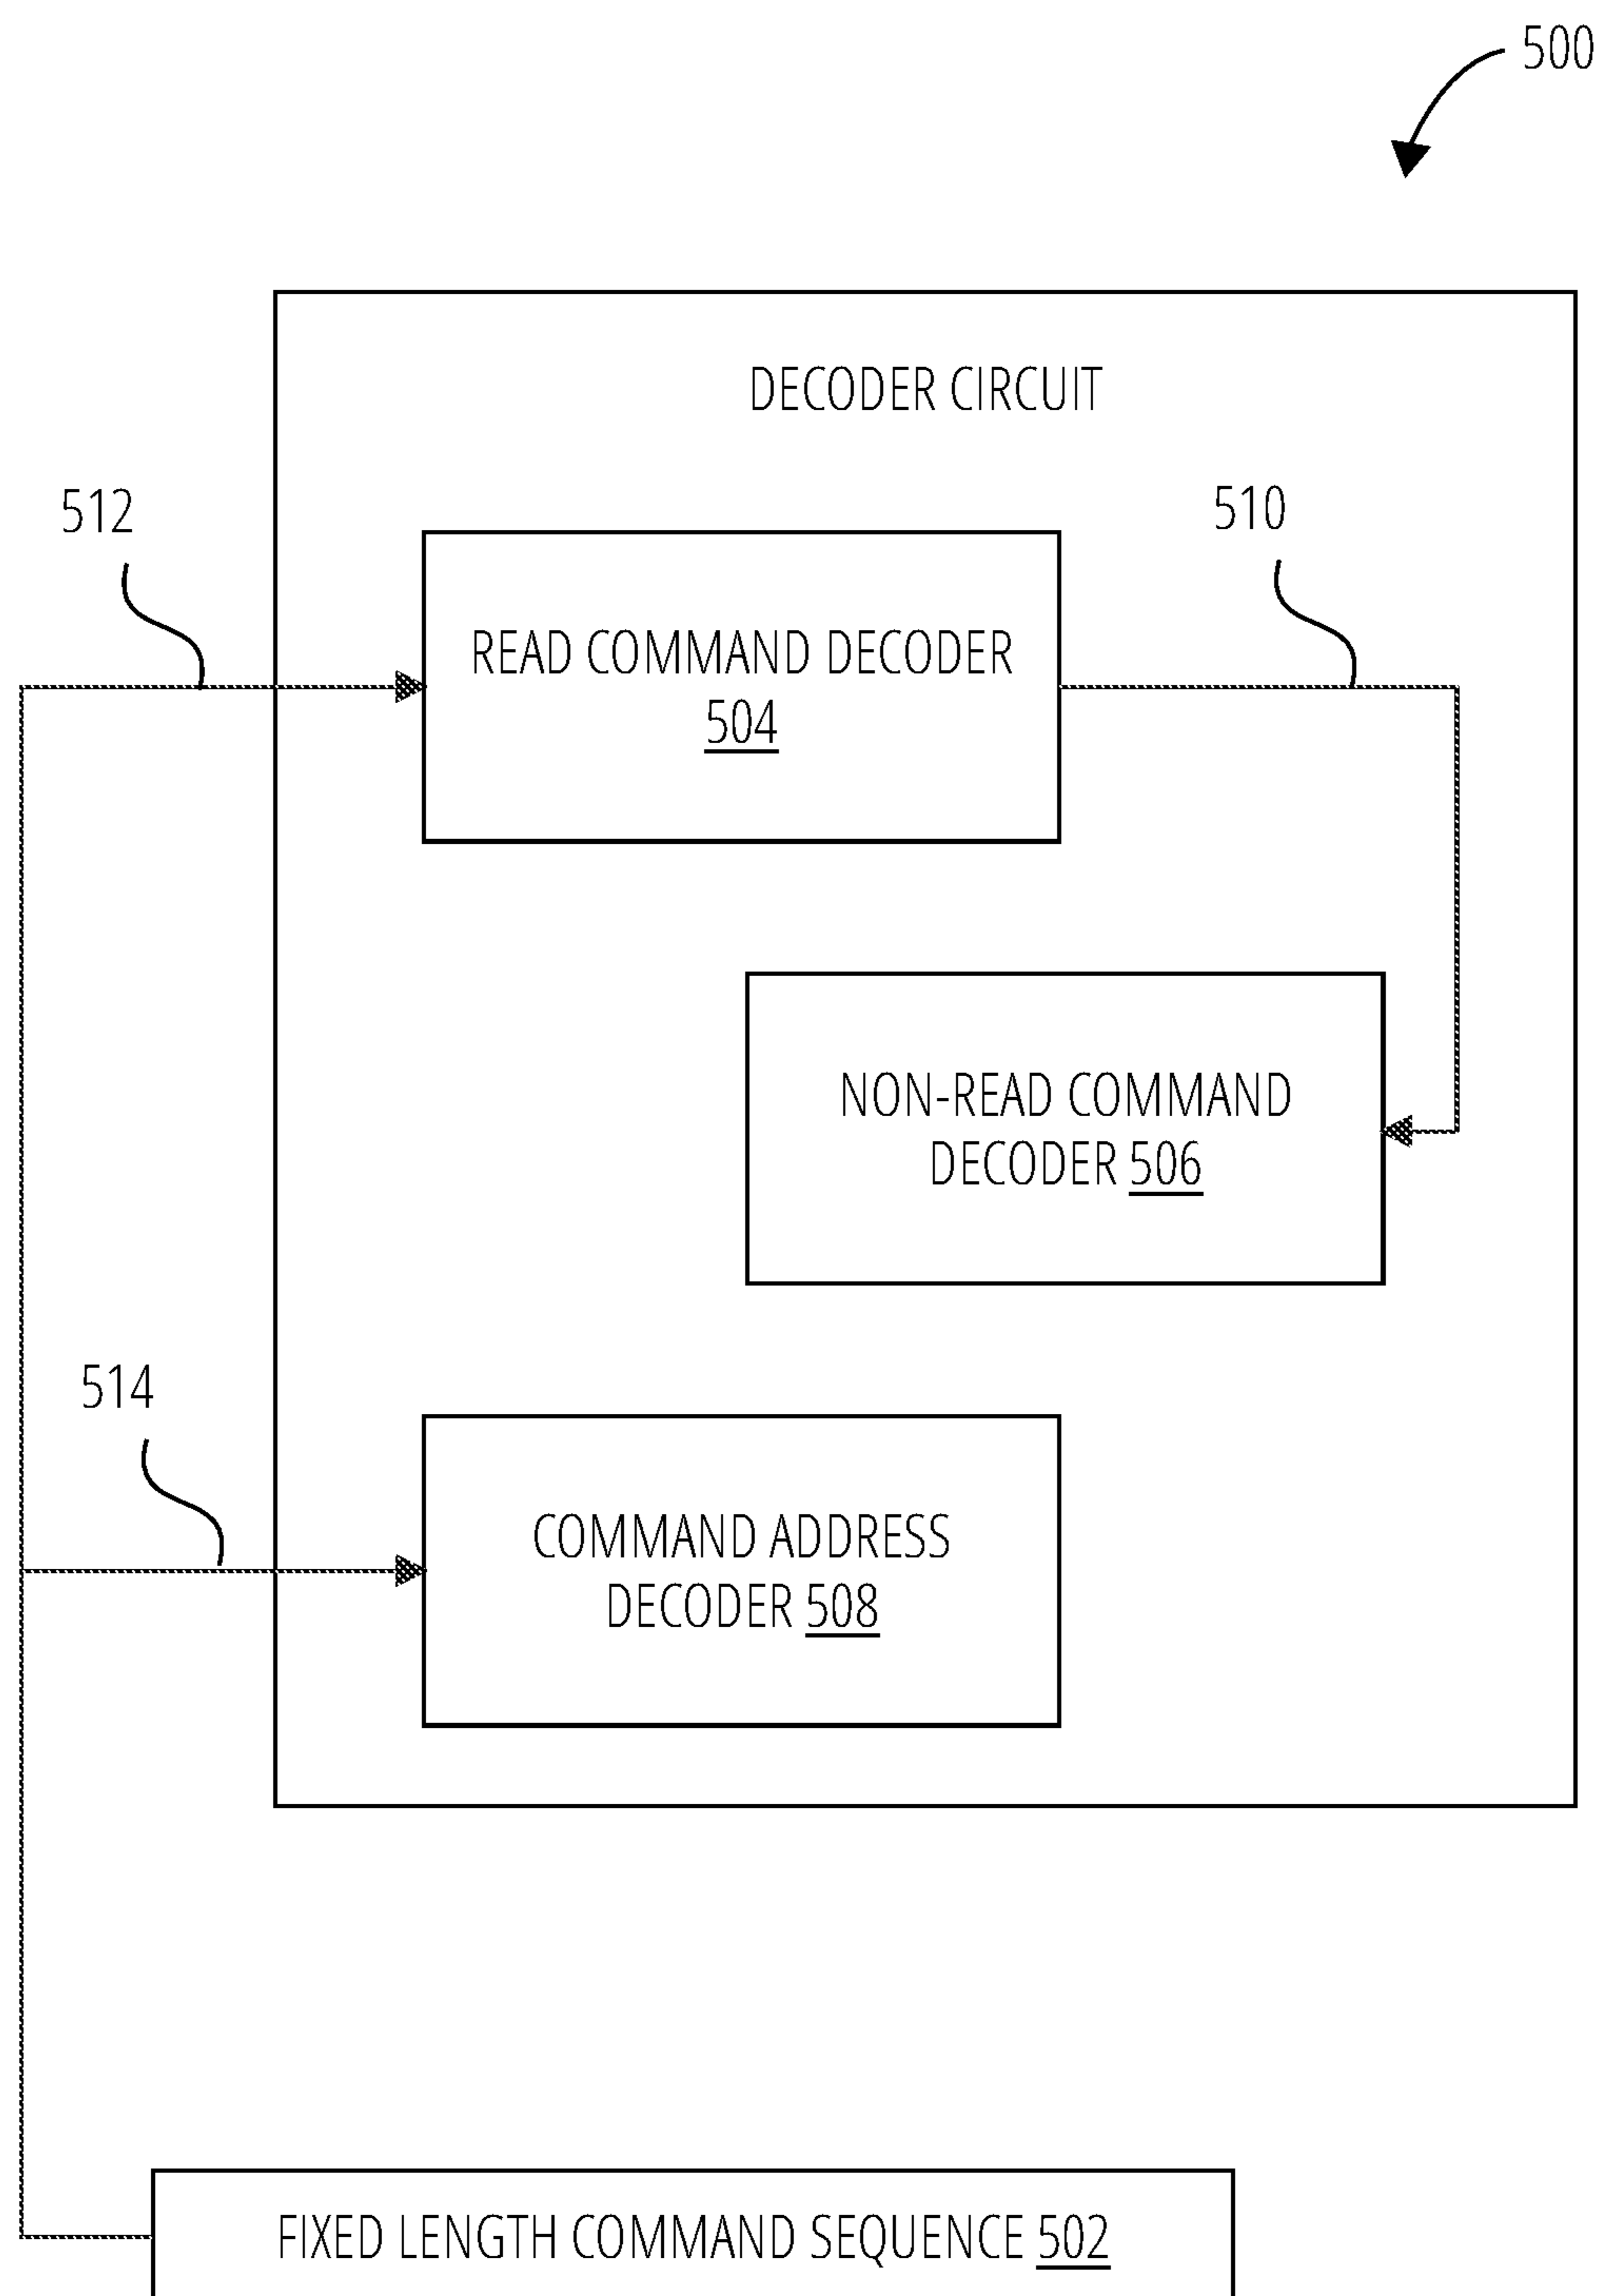 500
DECODER CIRCUIT
512
510
READ COMMAND DECODER
504
NON-READ COMMAND
DECODER 506
514
COMMAND ADDRESS
DECODER 508
FIXED LENGTH COMMAND SEQUENCE 502